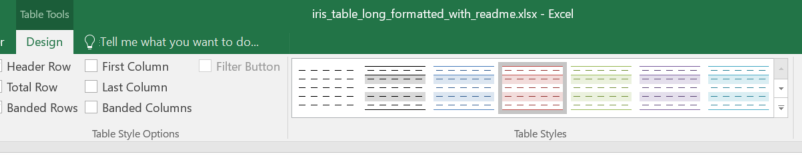 Table Tools iris_table_long_formatted_with_readme.xlsx - Excel
r Design Tell me what you want to do...
Header Row First Column Filter Button
Total Row Last Column
Banded Rows Banded Columns
Table Style Options Table Styles